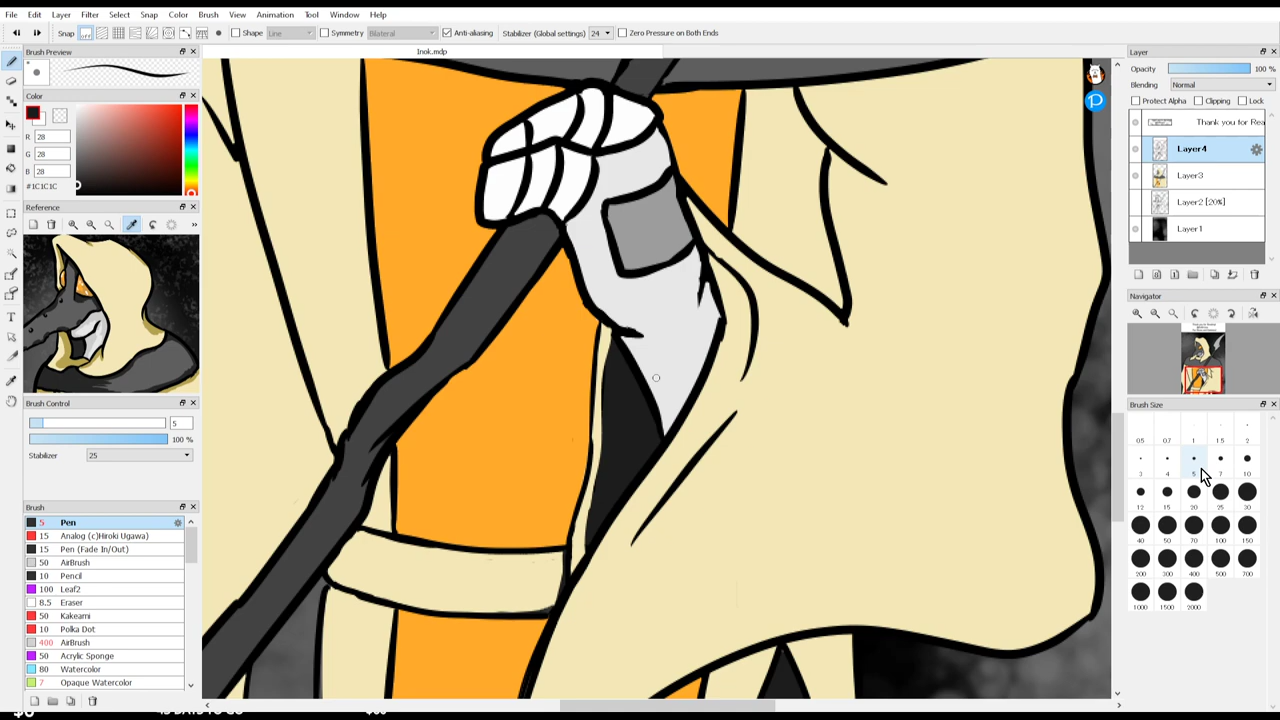 File Edit Layer Filter Select Snap Color Brush View Animation Tool Window Help
Snap off Shape Line Symmetry Bilateral Anti-aliasing Stabilizer (Global settings) 24 Zero Pressure on Both Ends
Brush Preview
Inok.mdp
Color
R 28
G 28
B 28
#1C1C1C
Reference
Brush Control
5
100 %
Stabilizer 25
Brush
5 Pen
15 Analog (c)Hiroki Ugawa)
15 Pen (Fade In/Out)
50 AirBrush
10 Pencil
100 Leaf2
8.5 Eraser
50 Kakeami
10 Polka Dot
400 AirBrush
50 Acrylic Sponge
80 Watercolor
7 Opaque Watercolor
Layer
Opacity 100 %
Blending Normal
Protect Alpha Clipping Lock
Thank you for Rea
Layer4
Layer3
Layer2 [20%]
Layer1
Navigator
Brush Size
0.5 0.7 1 1.5 2
3 4 5 7 10
12 15 20 25 30
40 50 70 100 150
200 300 400 500 700
1000 1500 2000